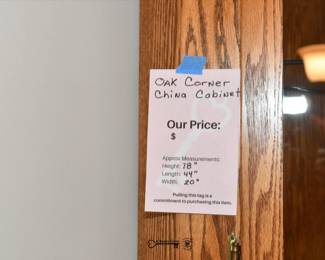 Oak Corner
China Cabinet
Our Price:
$
Approx Measurements:
Height: 78"
Length: 44"
Width: 20"
Pulling this tag is a
commitment to purchasing this item.